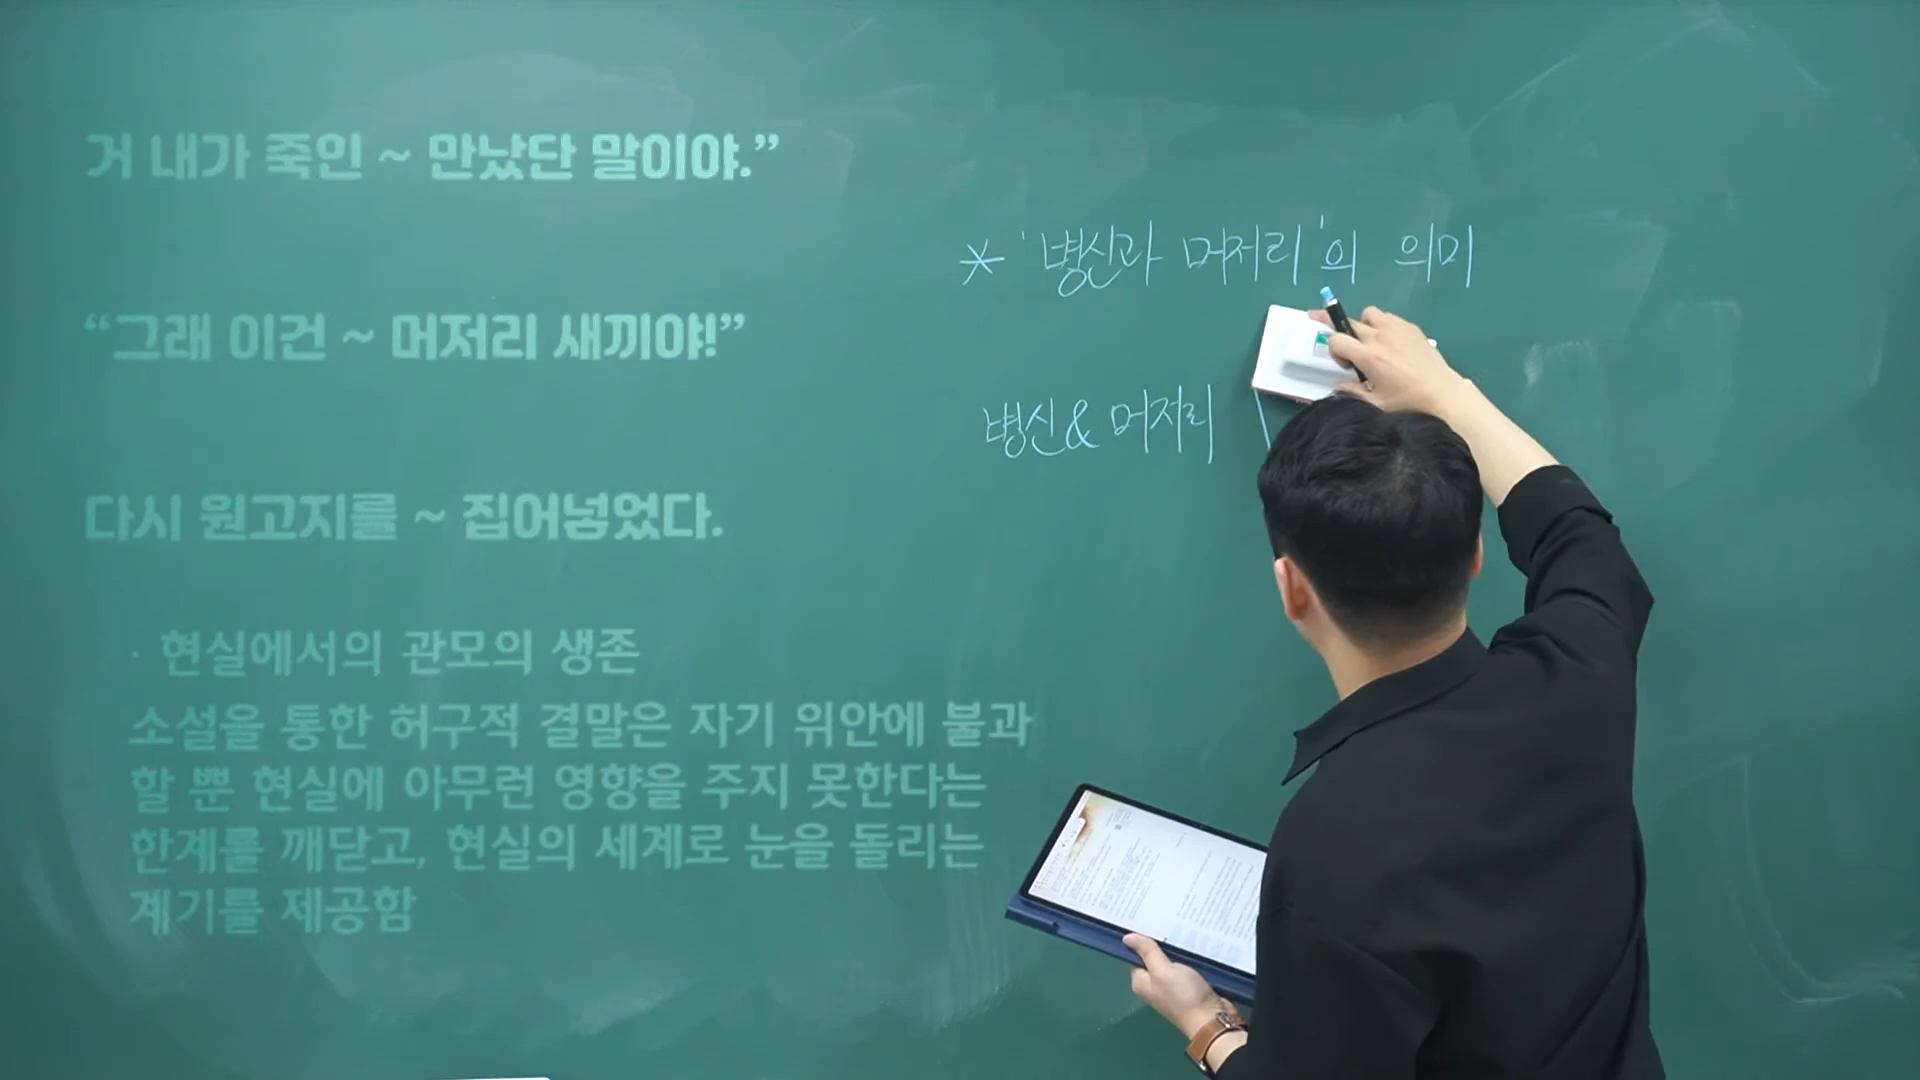 거 내가 죽인 ~ 만났단 말이야.”
“그래 이건 ~ 머저리 새끼야!”
다시 원고지를 ~ 집어넣었다.
· 현실에서의 관모의 생존
소설을 통한 허구적 결말은 자기 위안에 불과
할 뿐 현실에 아무런 영향을 주지 못한다는
한계를 깨닫고, 현실의 세계로 눈을 돌리는
계기를 제공함
* '병신과 머저리'의 의미
병신 & 머저리